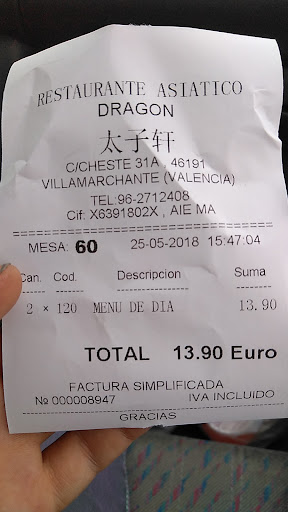 RESTAURANTE ASIATICO
DRAGON
太子轩
C/CHESTE 31A , 46191
VILLAMARCHANTE (VALENCIA)
TEL:96-2712408
Cif: X6391802X , AIE MA
MESA: 60 25-05-2018 15:47:04
Can. Cod. Descripcion Suma
2 × 120 MENU DE DIA 13.90
TOTAL 13.90 Euro
FACTURA SIMPLIFICADA
№ 000008947 IVA INCLUIDO
GRACIAS